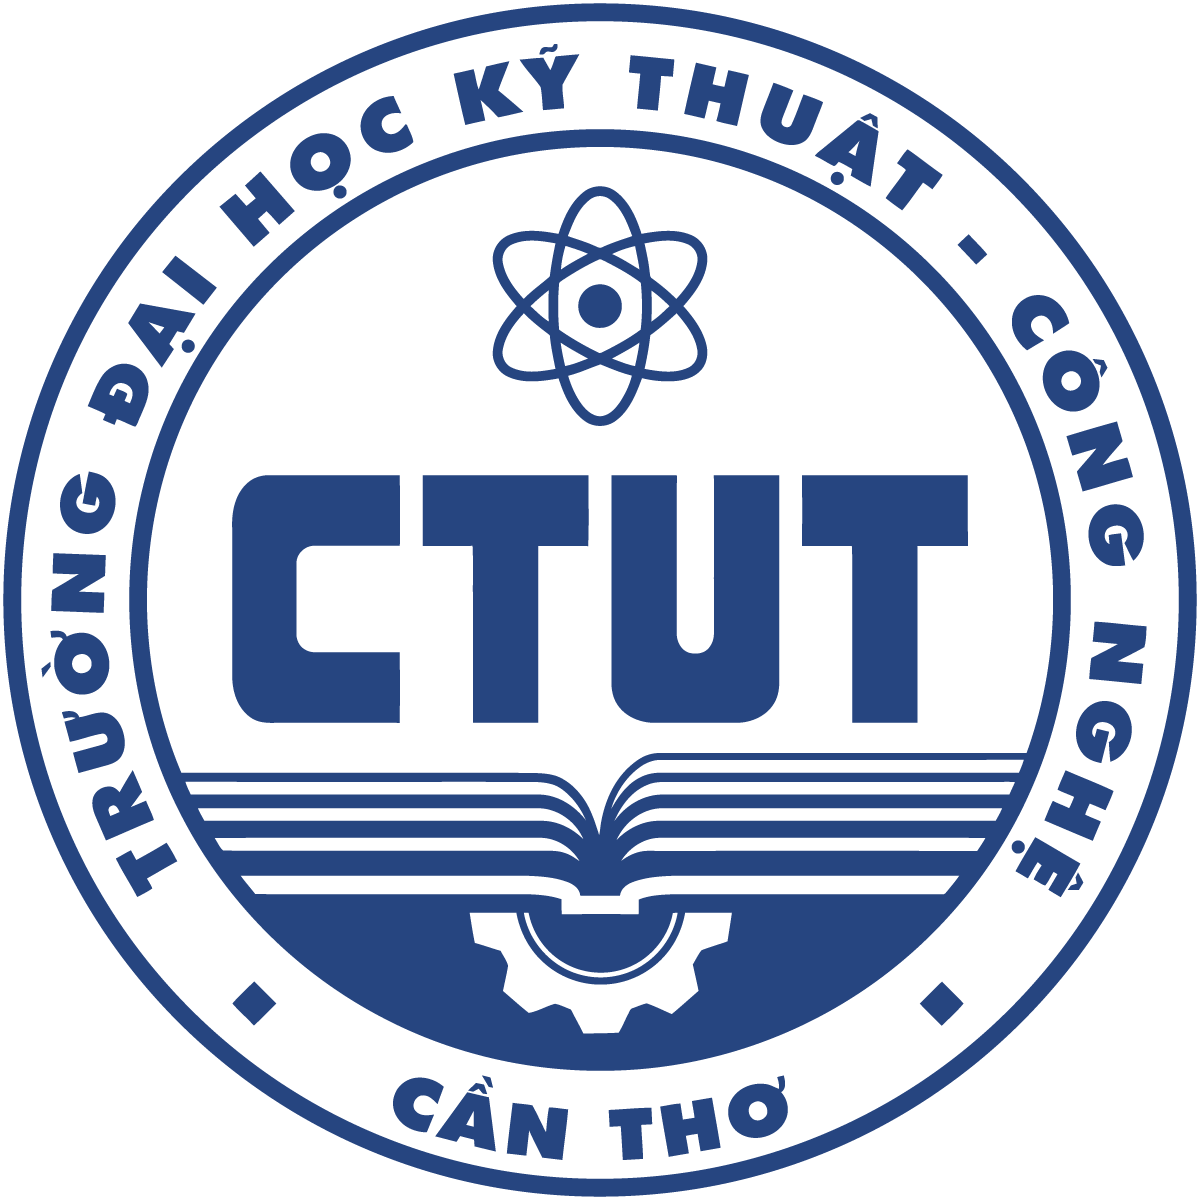 TRƯỜNG ĐẠI HỌC KỸ THUẬT - CÔNG NGHỆ
CTUT
CẦN THƠ